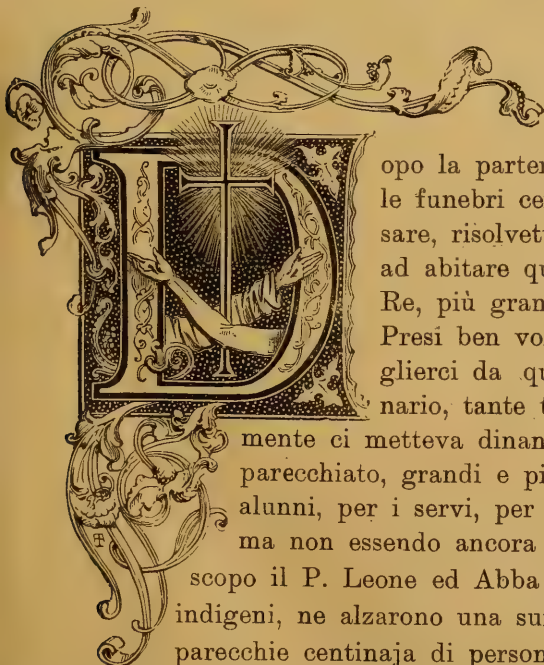 Dopo la parten
le funebri ce
sare, risolvett
ad abitare qu
Re, più gran
Presi ben vo
glierci da qu
nario, tante t
mente ci metteva dinan
parecchiato, grandi e pi
alunni, per i servi, per
ma non essendo ancora
scopo il P. Leone ed Abba
indigeni, ne alzarono una su
parecchie centinaja di person